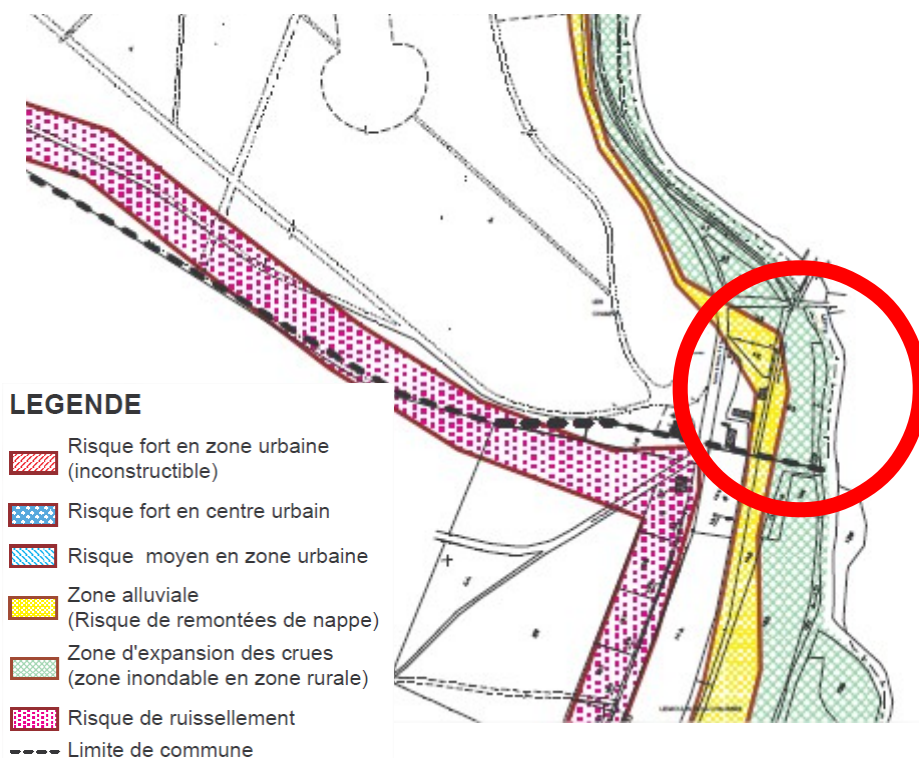 LEGENDE
Risque fort en zone urbaine
(inconstructible)
Risque fort en centre urbain
Risque moyen en zone urbaine
Zone alluviale
(Risque de remontées de nappe)
Zone d'expansion des crues
(zone inondable en zone rurale)
Risque de ruissellement
Limite de commune